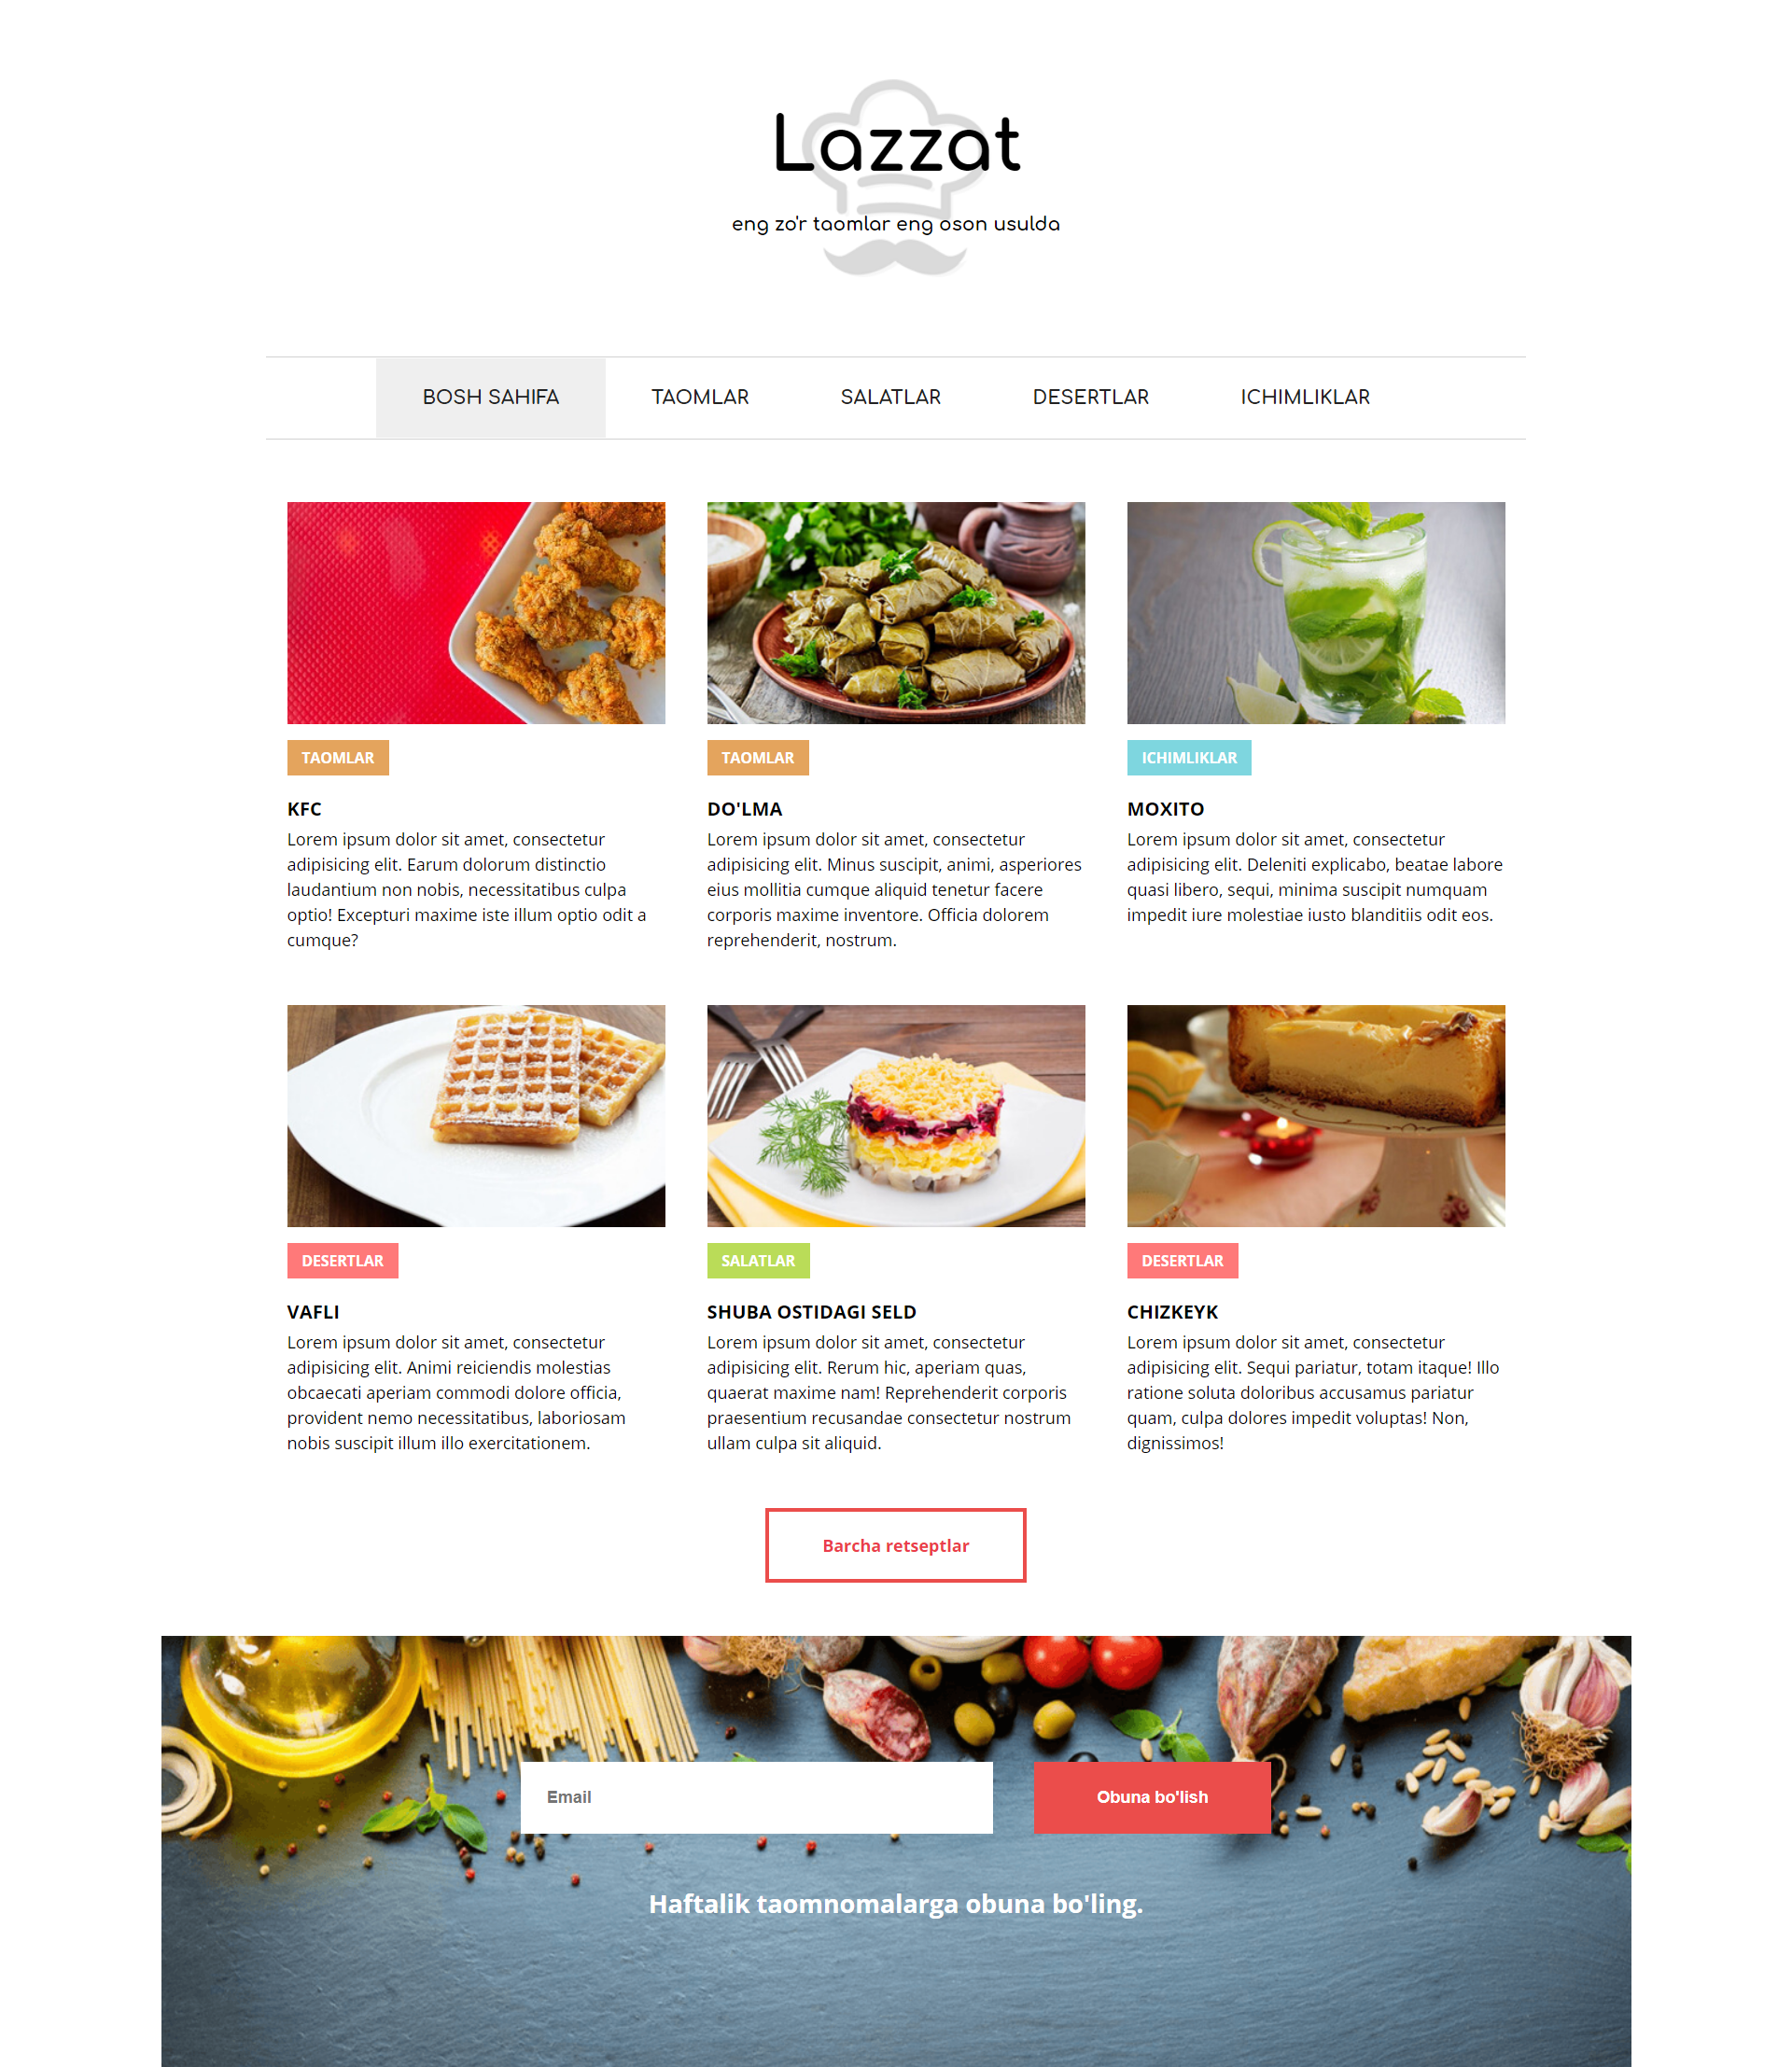 Lazzat
eng zo'r taomlar eng oson usulda
BOSH SAHIFA TAOMLAR SALATLAR DESERTLAR ICHIMLIKLAR
TAOMLAR
KFC
Lorem ipsum dolor sit amet, consectetur
adipisicing elit. Earum dolorum distinctio
laudantium non nobis, necessitatibus culpa
optio! Excepturi maxime iste illum optio odit a
cumque?
TAOMLAR
DO'LMA
Lorem ipsum dolor sit amet, consectetur
adipisicing elit. Minus suscipit, animi, asperiores
eius mollitia cumque aliquid tenetur facere
corporis maxime inventore. Officia dolorem
reprehenderit, nostrum.
ICHIMLIKLAR
MOXITO
Lorem ipsum dolor sit amet, consectetur
adipisicing elit. Deleniti explicabo, beatae labore
quasi libero, sequi, minima suscipit numquam
impedit iure molestiae iusto blanditiis odit eos.
DESERTLAR
VAFLI
Lorem ipsum dolor sit amet, consectetur
adipisicing elit. Animi reiciendis molestias
obcaecati aperiam commodi dolore officia,
provident nemo necessitatibus, laboriosam
nobis suscipit illum illo exercitationem.
SALATLAR
SHUBA OSTIDAGI SELD
Lorem ipsum dolor sit amet, consectetur
adipisicing elit. Rerum hic, aperiam quas,
quaerat maxime nam! Reprehenderit corporis
praesentium recusandae consectetur nostrum
ullam culpa sit aliquid.
DESERTLAR
CHIZKEYK
Lorem ipsum dolor sit amet, consectetur
adipisicing elit. Sequi pariatur, totam itaque! Illo
ratione soluta doloribus accusamus pariatur
quam, culpa dolores impedit voluptas! Non,
dignissimos!
Barcha retseptlar
Email
Obuna bo'lish
Haftalik taomnomalarga obuna bo'ling.